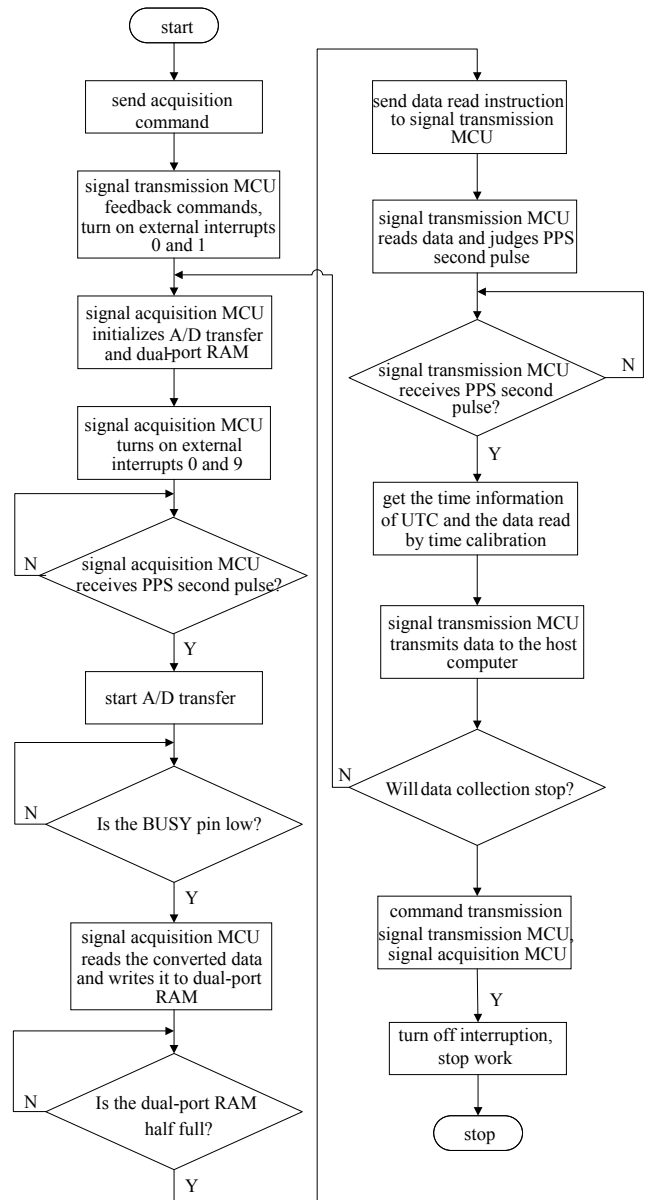 start
send acquisition
command
signal transmission MCU
feedback commands,
turn on external interrupts
0 and 1
signal acquisition MCU
initializes A/D transfer
and dual-port RAM
signal acquisition MCU
turns on external
interrupts 0 and 9
N
signal acquisition MCU
receives PPS second pulse?
Y
start A/D transfer
N
Is the BUSY pin low?
Y
signal acquisition MCU
reads the converted data
and writes it to dual-port
RAM
N
Is the dual-port RAM
half full?
Y
send data read instruction
to signal transmission
MCU
signal transmission MCU
reads data and judges PPS
second pulse
N
signal transmission MCU
receives PPS second
pulse?
Y
get the time information
of UTC and the data read
by time calibration
signal transmission MCU
transmits data to the host
computer
N
Will data collection stop?
command transmission
signal transmission MCU,
signal acquisition MCU
Y
turn off interruption,
stop work
stop